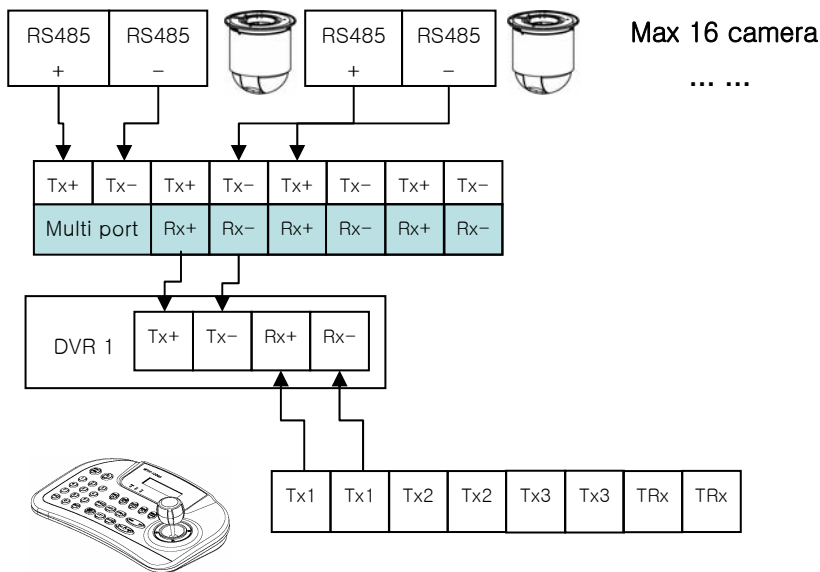 RS485 RS485 RS485 RS485 Max 16 camera
+ − + − ... ...
Tx+ Tx− Tx+ Tx− Tx+ Tx− Tx+ Tx−
Multi port Rx+ Rx− Rx+ Rx− Rx+ Rx−
DVR 1 Tx+ Tx− Rx+ Rx−
Tx1 Tx1 Tx2 Tx2 Tx3 Tx3 TRx TRx